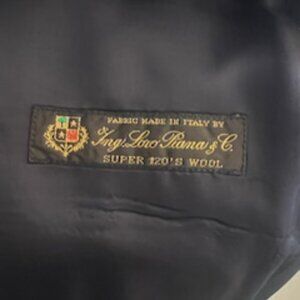 FABRIC MADE IN ITALY BY
Ing. Loro Piana & C.
SUPER 120'S WOOL